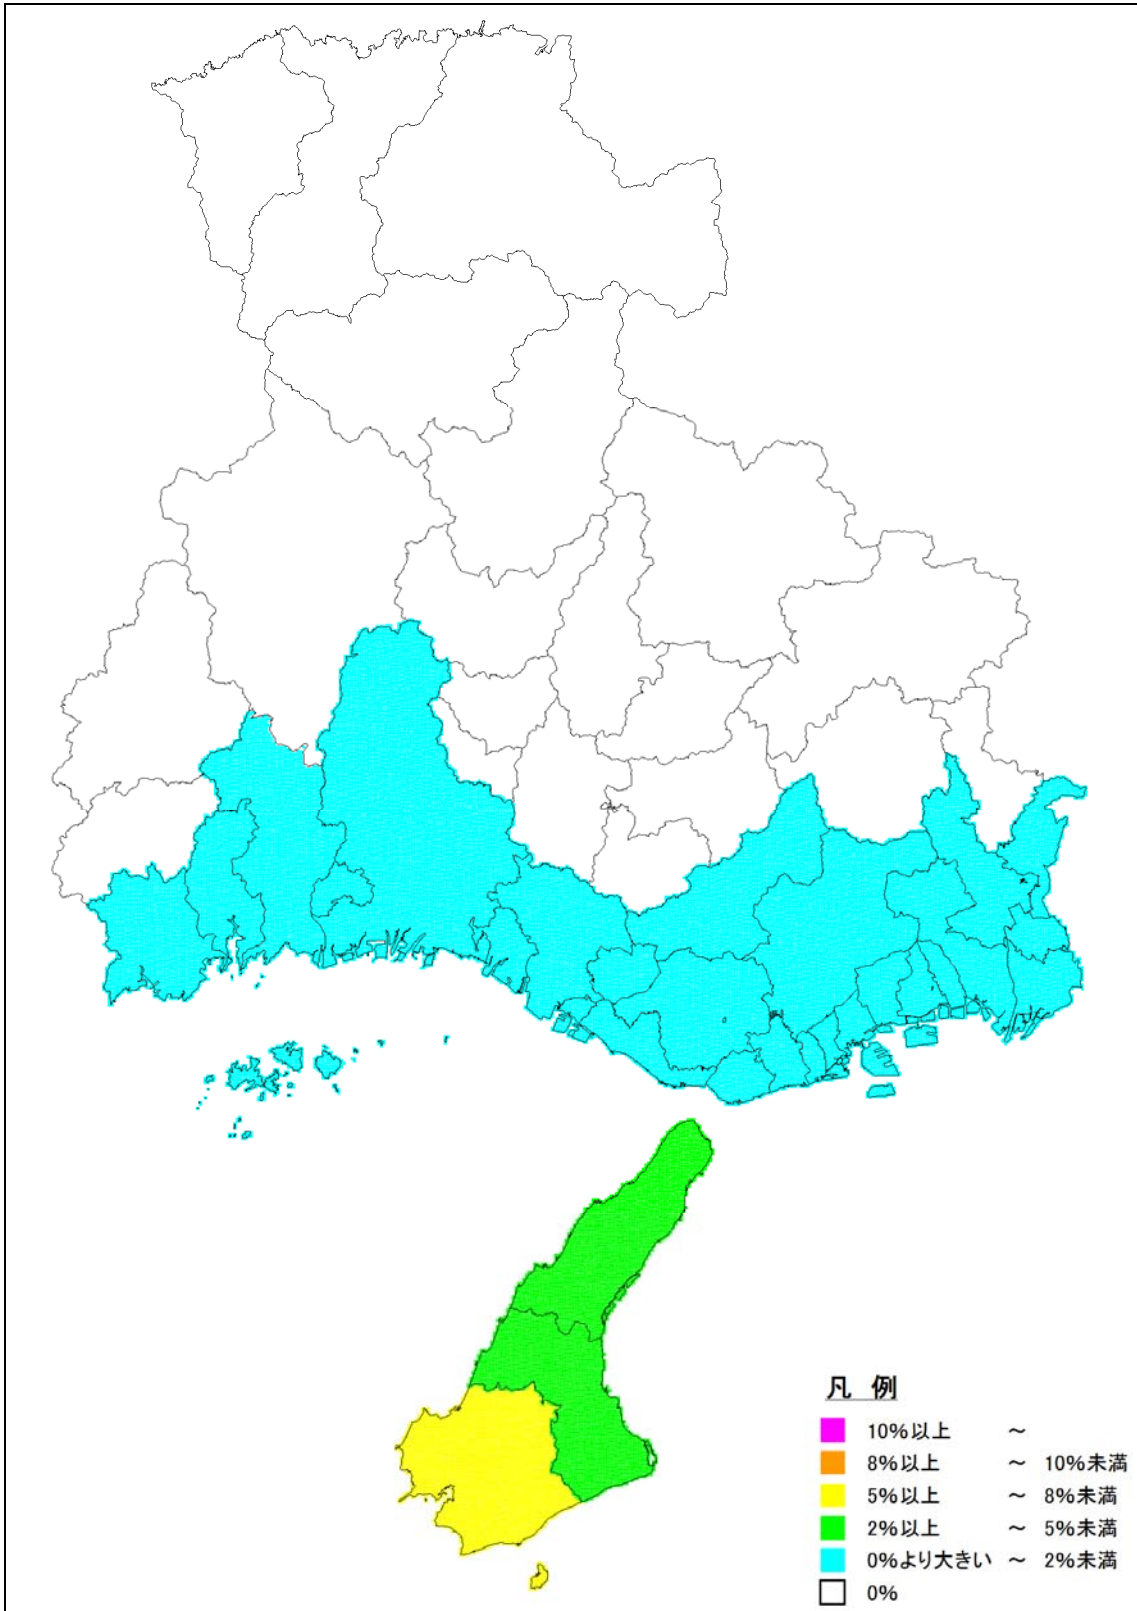 凡 例
10%以上 ～
8%以上 ～ 10%未満
5%以上 ～ 8%未満
2%以上 ～ 5%未満
0%より大きい ～ 2%未満
0%